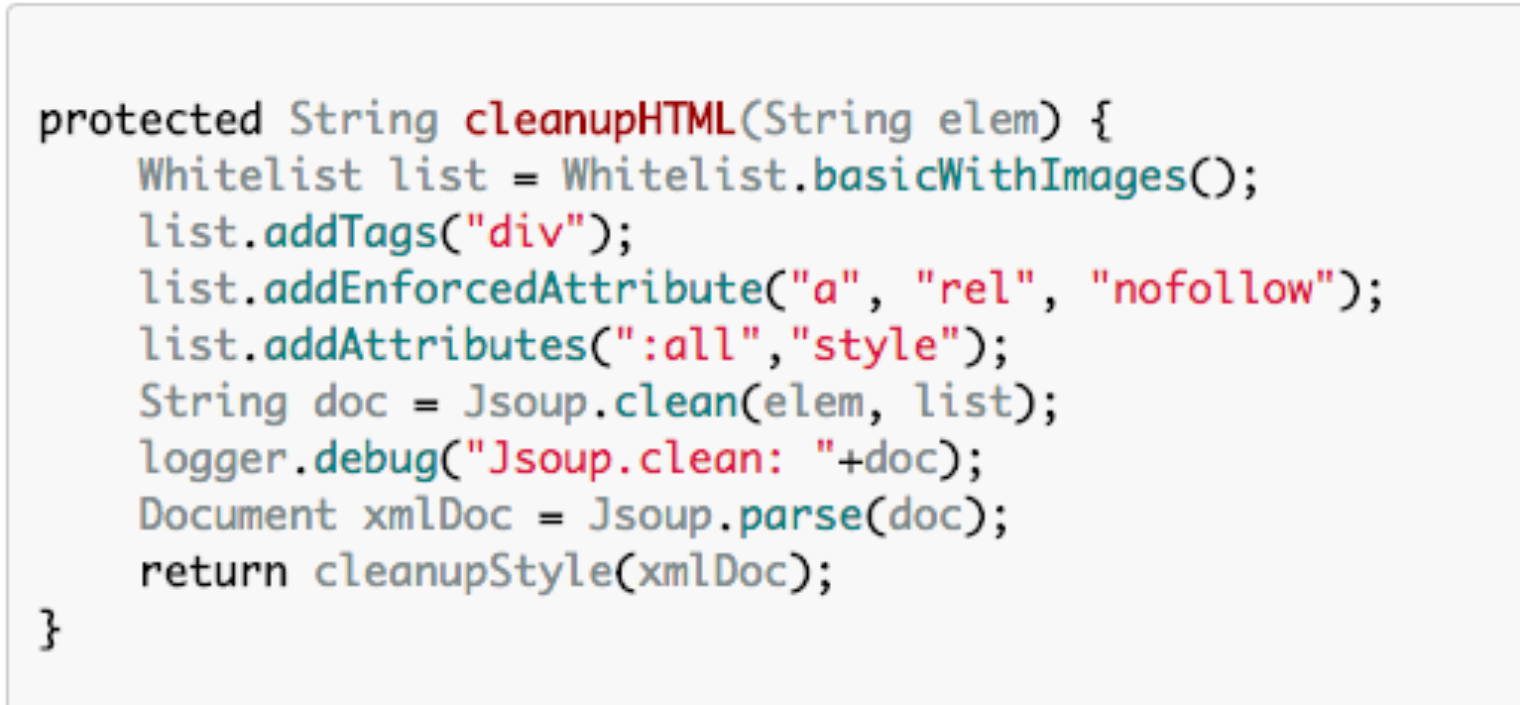 protected String cleanupHTML(String elem) {
    Whitelist list = Whitelist.basicWithImages();
    list.addTags("div");
    list.addEnforcedAttribute("a", "rel", "nofollow");
    list.addAttributes(":all","style");
    String doc = Jsoup.clean(elem, list);
    logger.debug("Jsoup.clean: "+doc);
    Document xmlDoc = Jsoup.parse(doc);
    return cleanupStyle(xmlDoc);
}